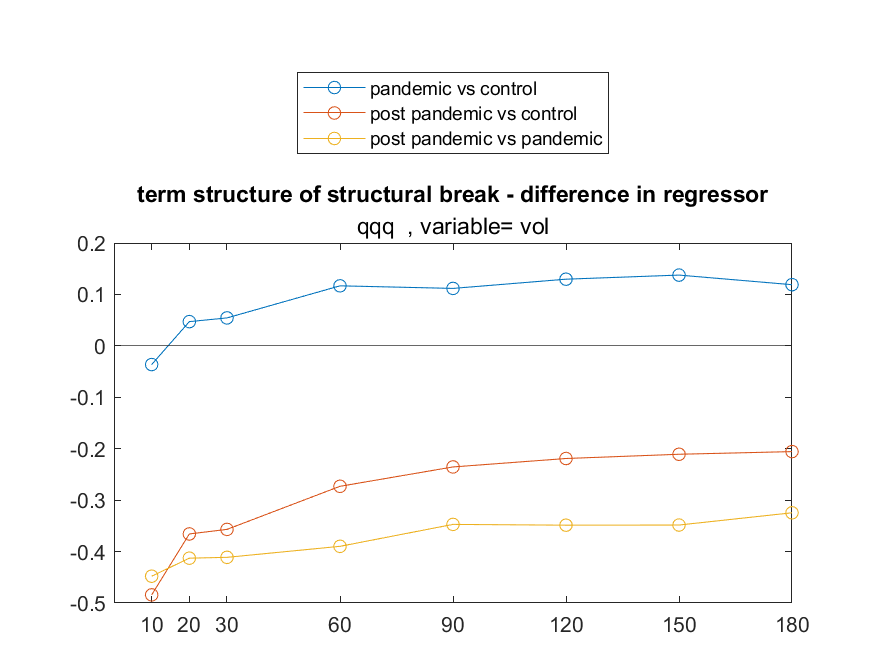 pandemic vs control
post pandemic vs control
post pandemic vs pandemic
term structure of structural break - difference in regressor
qqq , variable= vol
0.2
0.1
0
-0.1
-0.2
-0.3
-0.4
-0.5
10 20 30 60 90 120 150 180